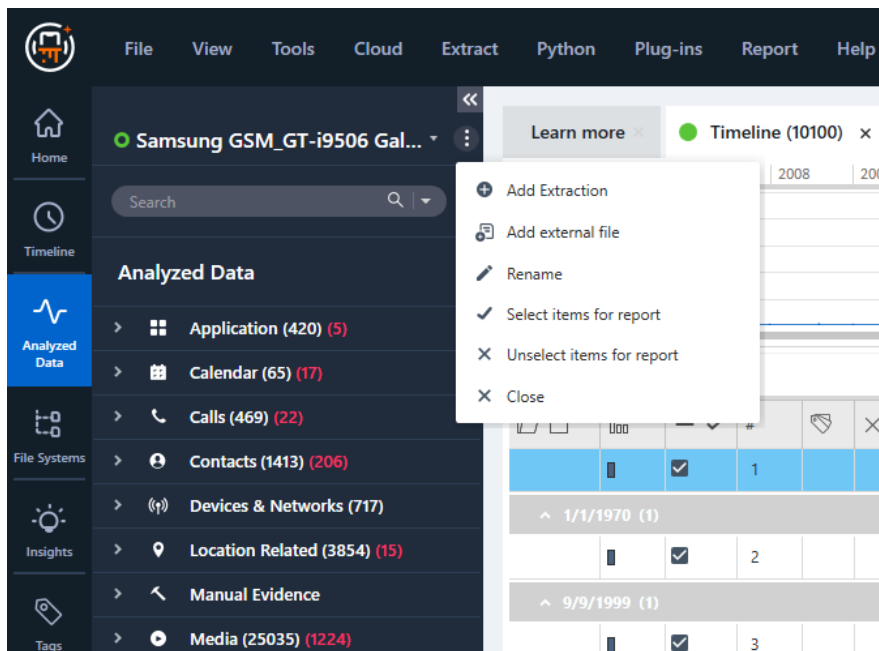 File View Tools Cloud Extract Python Plug-ins Report Help
Home
Timeline
Analyzed
Data
File Systems
Insights
Tags
Samsung GSM_GT-i9506 Gal...
Search
Analyzed Data
Application (420) (5)
Calendar (65) (17)
Calls (469) (22)
Contacts (1413) (206)
Devices & Networks (717)
Location Related (3854) (15)
Manual Evidence
Media (25035) (1224)
Add Extraction
Add external file
Rename
Select items for report
Unselect items for report
Close
Learn more Timeline (10100)
2008
#
1
1/1/1970 (1)
2
9/9/1999 (1)
3